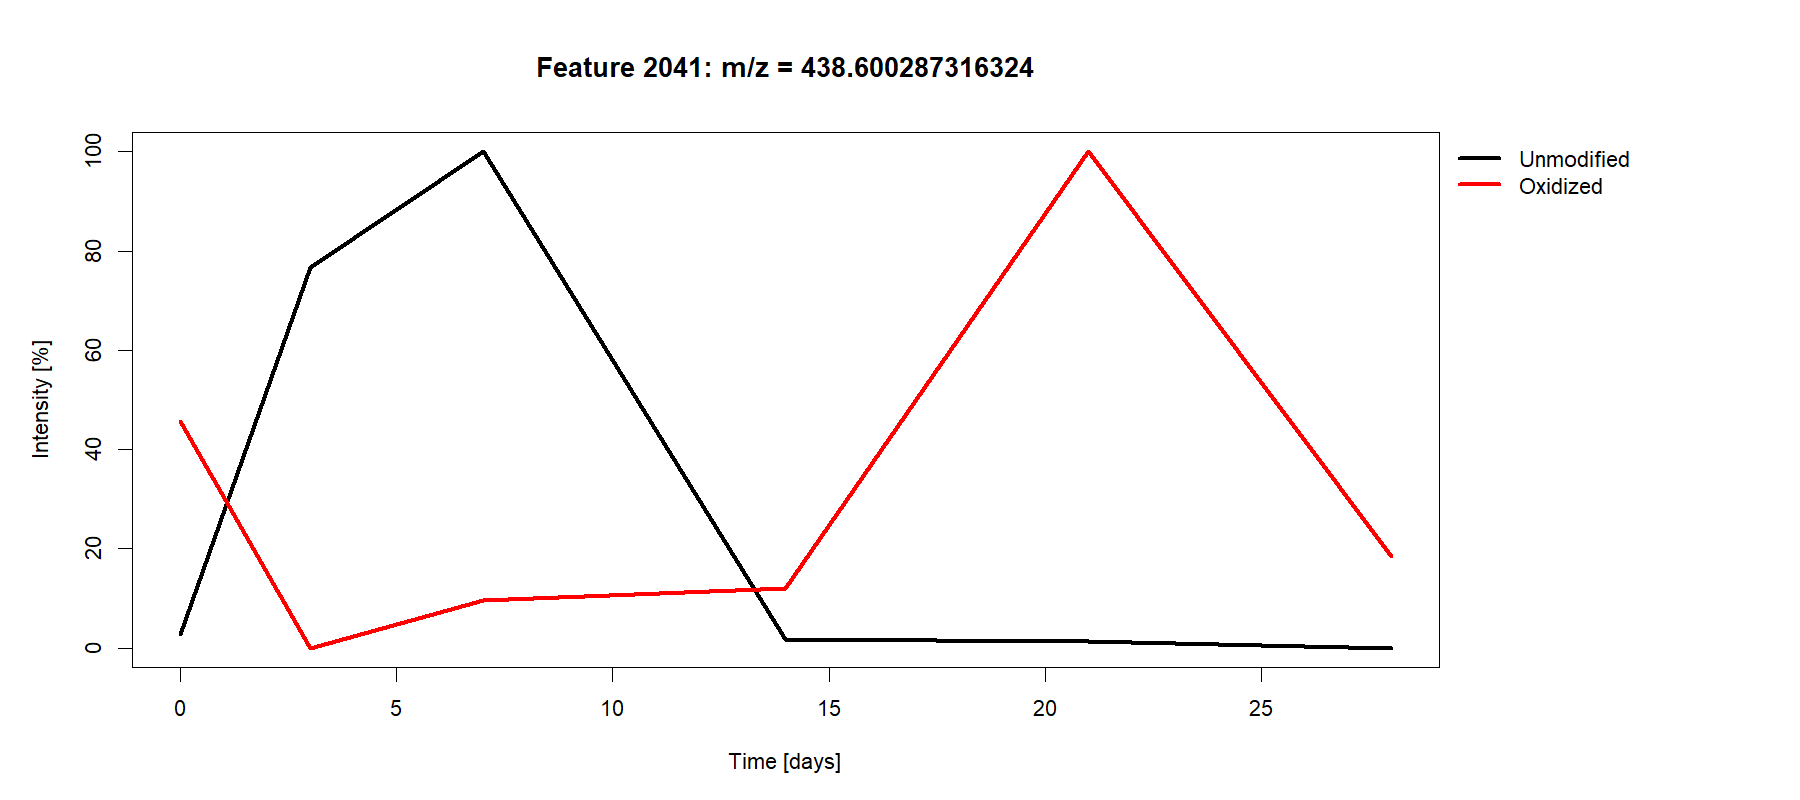 Feature 2041: m/z = 438.600287316324
Unmodified
Oxidized
Intensity [%]
100
80
60
40
20
0
0 5 10 15 20 25
Time [days]